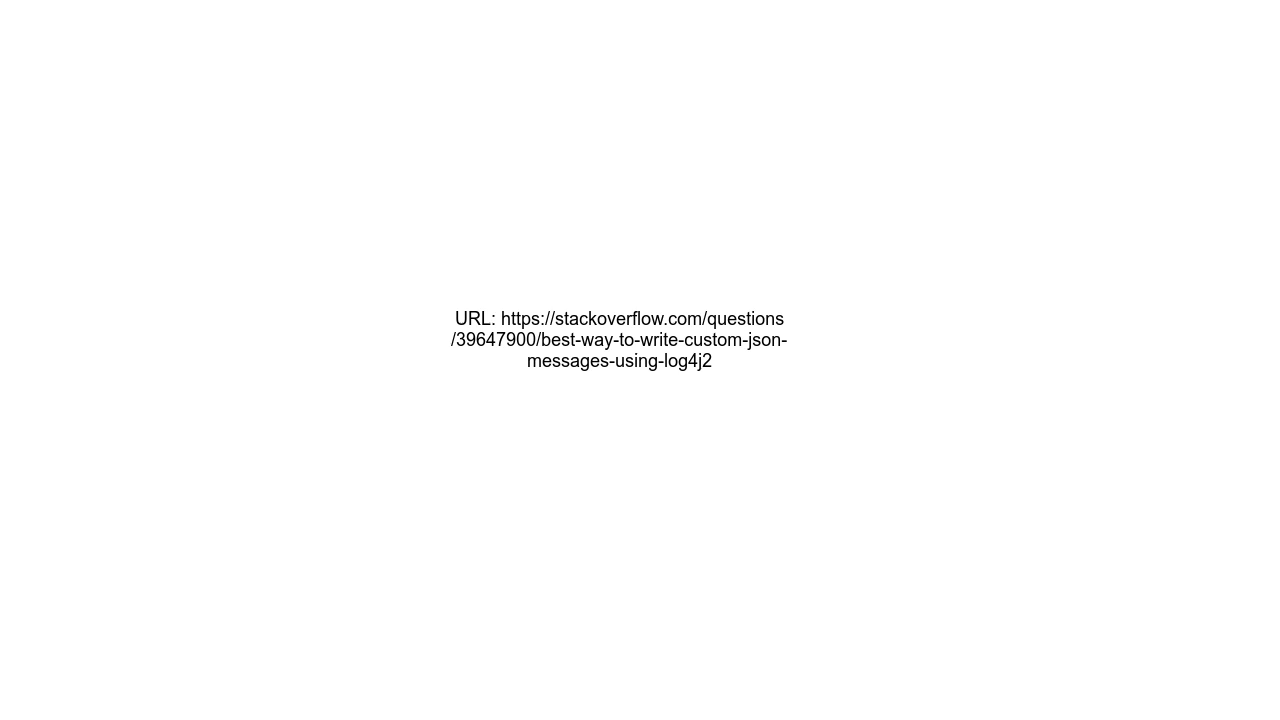 URL: https://stackoverflow.com/questions
/39647900/best-way-to-write-custom-json-
messages-using-log4j2